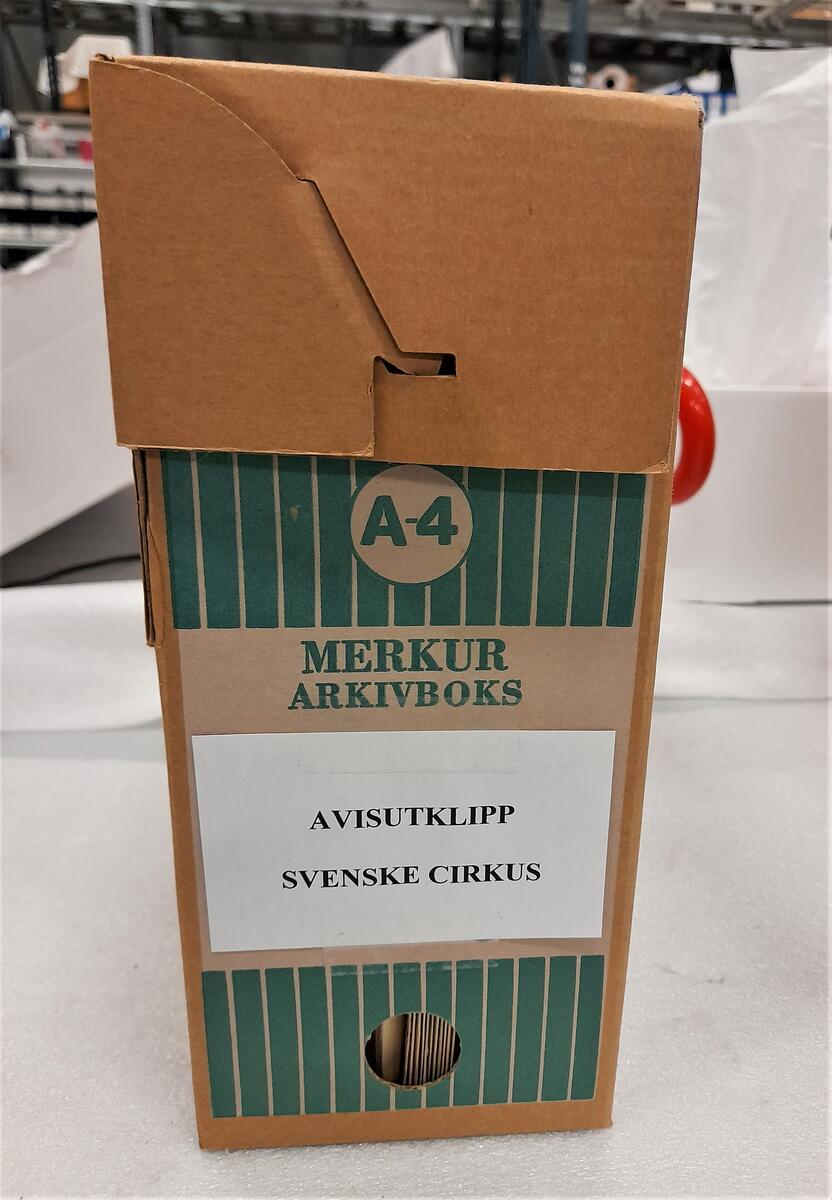 A-4
MERKUR
ARKIVBOKS
AVISUTKLIPP
SVENSKE CIRKUS